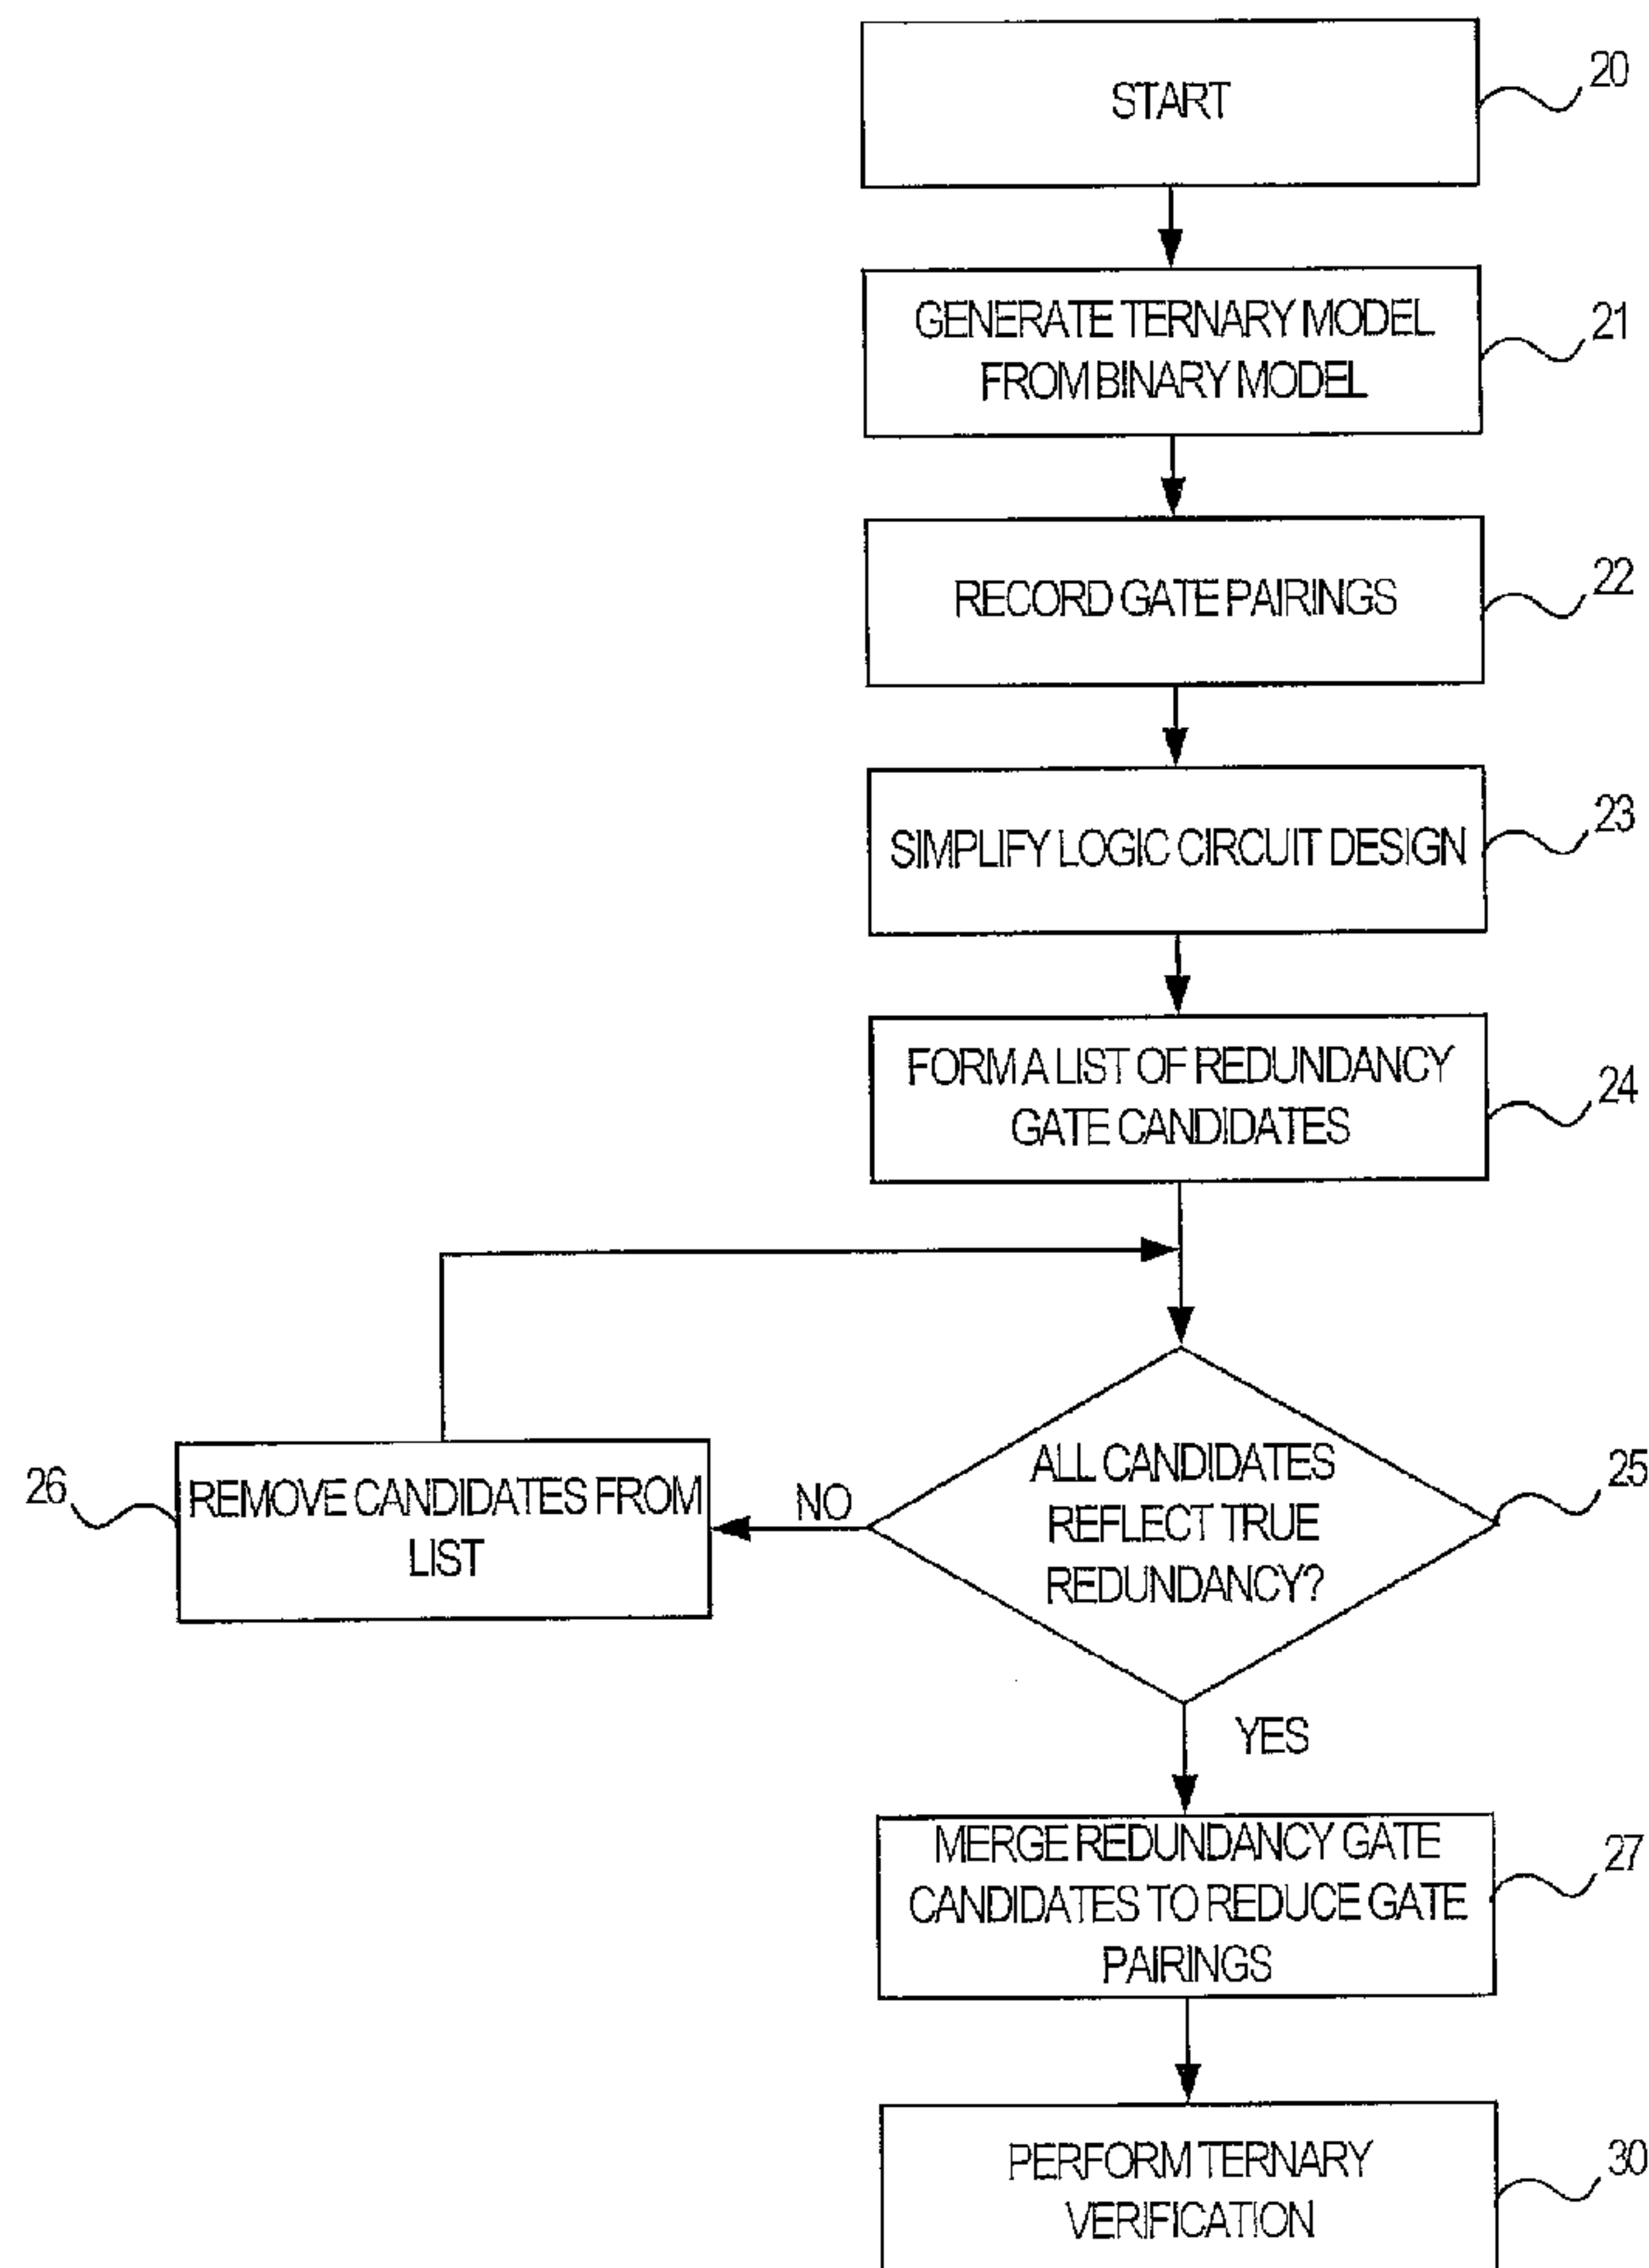 START
20
GENERATE TERNARY MODEL
FROM BINARY MODEL
21
RECORD GATE PAIRINGS
22
SIMPLIFY LOGIC CIRCUIT DESIGN
23
FORM A LIST OF REDUNDANCY
GATE CANDIDATES
24
ALL CANDIDATES
REFLECT TRUE
REDUNDANCY?
25
NO
26
REMOVE CANDIDATES FROM
LIST
YES
MERGE REDUNDANCY GATE
CANDIDATES TO REDUCE GATE
PAIRINGS
27
PERFORM TERNARY
VERIFICATION
30